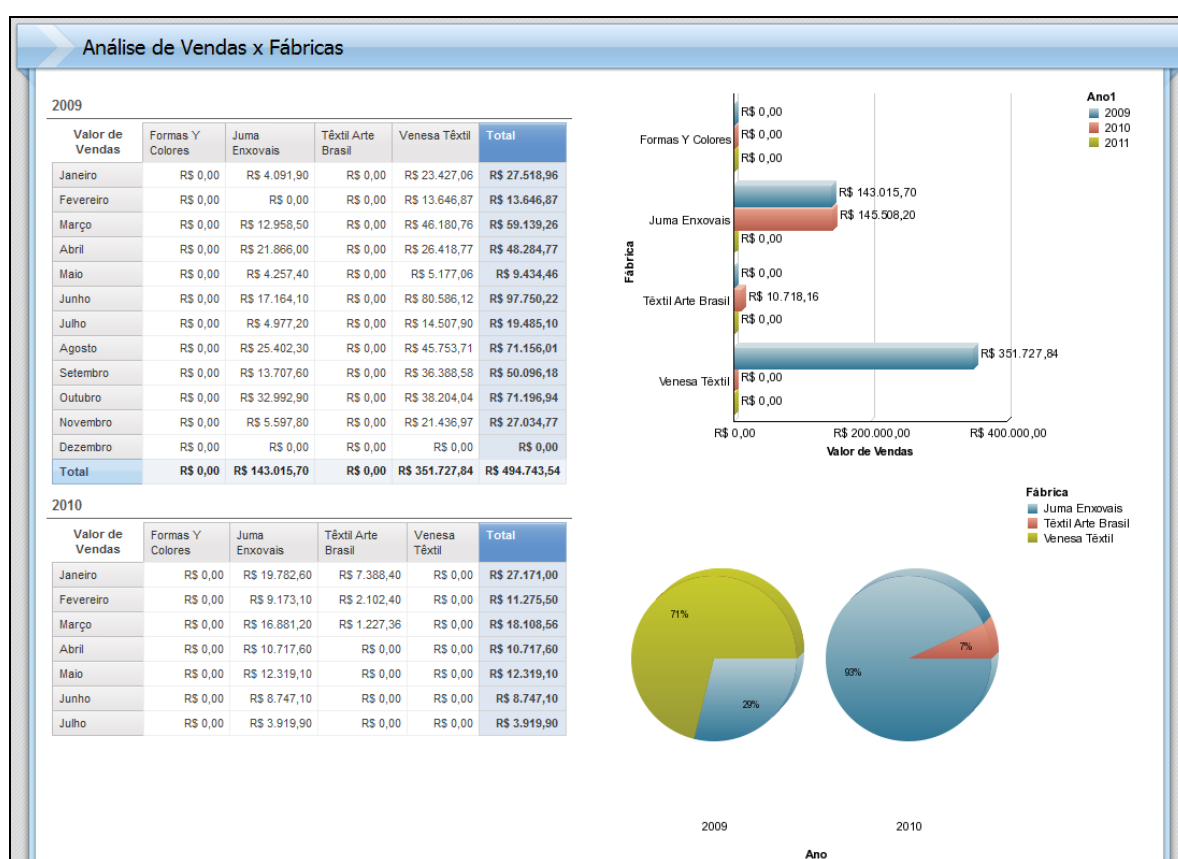 Análise de Vendas x Fábricas
2009
Valor de Vendas Formas Y Colores Juma Enxovais Têxtil Arte Brasil Venesa Têxtil Total
Janeiro R$ 0,00 R$ 4.091,90 R$ 0,00 R$ 23.427,06 R$ 27.518,96
Fevereiro R$ 0,00 R$ 0,00 R$ 0,00 R$ 13.646,87 R$ 13.646,87
Março R$ 0,00 R$ 12.958,50 R$ 0,00 R$ 46.180,76 R$ 59.139,26
Abril R$ 0,00 R$ 21.866,00 R$ 0,00 R$ 26.418,77 R$ 48.284,77
Maio R$ 0,00 R$ 4.257,40 R$ 0,00 R$ 5.177,06 R$ 9.434,46
Junho R$ 0,00 R$ 17.164,10 R$ 0,00 R$ 80.586,12 R$ 97.750,22
Julho R$ 0,00 R$ 4.977,20 R$ 0,00 R$ 14.507,90 R$ 19.485,10
Agosto R$ 0,00 R$ 25.402,30 R$ 0,00 R$ 45.753,71 R$ 71.156,01
Setembro R$ 0,00 R$ 13.707,60 R$ 0,00 R$ 36.388,58 R$ 50.096,18
Outubro R$ 0,00 R$ 32.992,90 R$ 0,00 R$ 38.204,04 R$ 71.196,94
Novembro R$ 0,00 R$ 5.597,80 R$ 0,00 R$ 21.436,97 R$ 27.034,77
Dezembro R$ 0,00 R$ 0,00 R$ 0,00 R$ 0,00 R$ 0,00
Total R$ 0,00 R$ 143.015,70 R$ 0,00 R$ 351.727,84 R$ 494.743,54
2010
Valor de Vendas Formas Y Colores Juma Enxovais Têxtil Arte Brasil Venesa Têxtil Total
Janeiro R$ 0,00 R$ 19.782,60 R$ 7.388,40 R$ 0,00 R$ 27.171,00
Fevereiro R$ 0,00 R$ 9.173,10 R$ 2.102,40 R$ 0,00 R$ 11.275,50
Março R$ 0,00 R$ 16.881,20 R$ 1.227,36 R$ 0,00 R$ 18.108,56
Abril R$ 0,00 R$ 10.717,60 R$ 0,00 R$ 0,00 R$ 10.717,60
Maio R$ 0,00 R$ 12.319,10 R$ 0,00 R$ 0,00 R$ 12.319,10
Junho R$ 0,00 R$ 8.747,10 R$ 0,00 R$ 0,00 R$ 8.747,10
Julho R$ 0,00 R$ 3.919,90 R$ 0,00 R$ 0,00 R$ 3.919,90
Ano1
2009
2010
2011
Fábrica
R$ 0,00
Formas Y Colores R$ 0,00
R$ 0,00
R$ 143.015,70
Juma Enxovais R$ 145.508,20
R$ 0,00
R$ 0,00
Têxtil Arte Brasil R$ 10.718,16
R$ 0,00
R$ 351.727,84
Venesa Têxtil R$ 0,00
R$ 0,00
R$ 0,00 R$ 200.000,00 R$ 400.000,00
Valor de Vendas
Fábrica
Juma Enxovais
Têxtil Arte Brasil
Venesa Têxtil
71%
29%
93%
7%
2009 2010
Ano